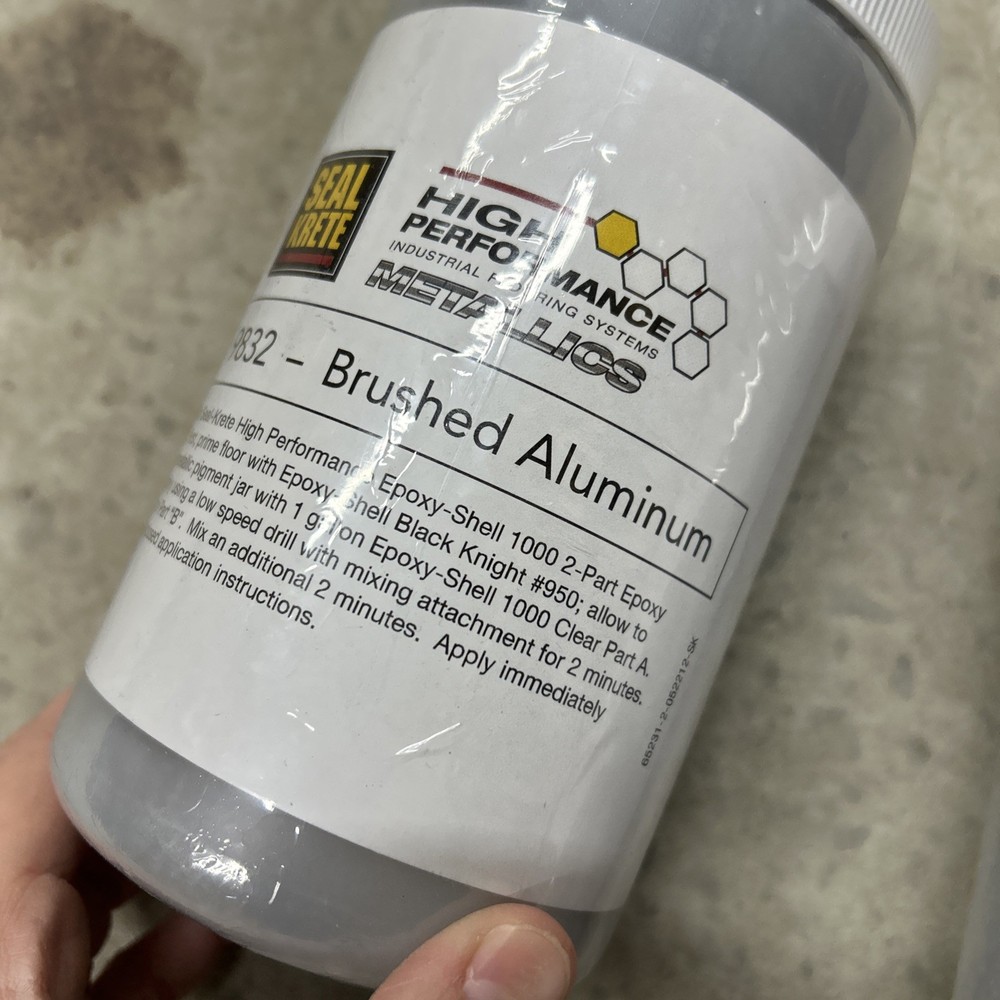 SEAL
KRETE
HIGH
PERFORMANCE
INDUSTRIAL FLOORING SYSTEMS
METALLICS
9832 – Brushed Aluminum
Seal-Krete High Performance Epoxy-Shell 1000 2-Part Epoxy
prime floor with Epoxy-Shell Black Knight #950; allow to
pigment jar with 1 gallon Epoxy-Shell 1000 Clear Part A.
using a low speed drill with mixing attachment for 2 minutes.
Part "B". Mix an additional 2 minutes. Apply immediately
application instructions.
65231-2-052212-SK